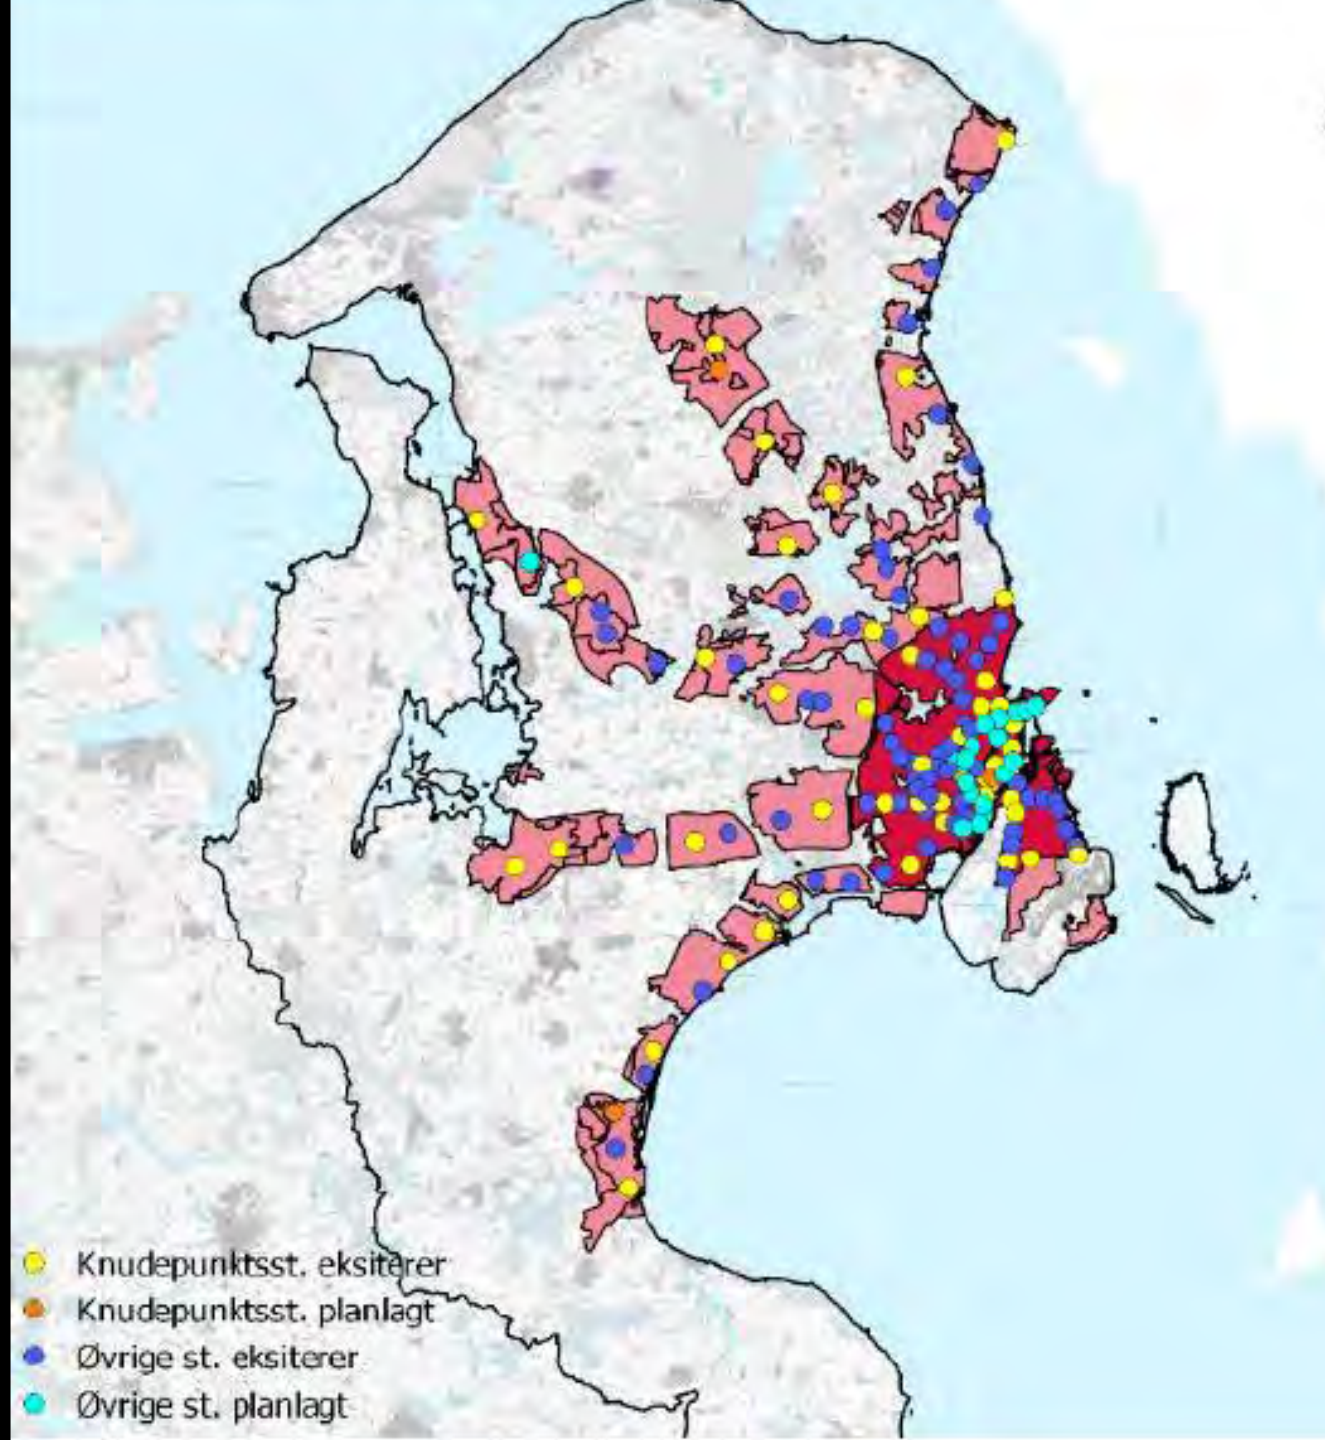 Knudepunktsst. eksiterer
Knudepunktsst. planlagt
Øvrige st. eksiterer
Øvrige st. planlagt